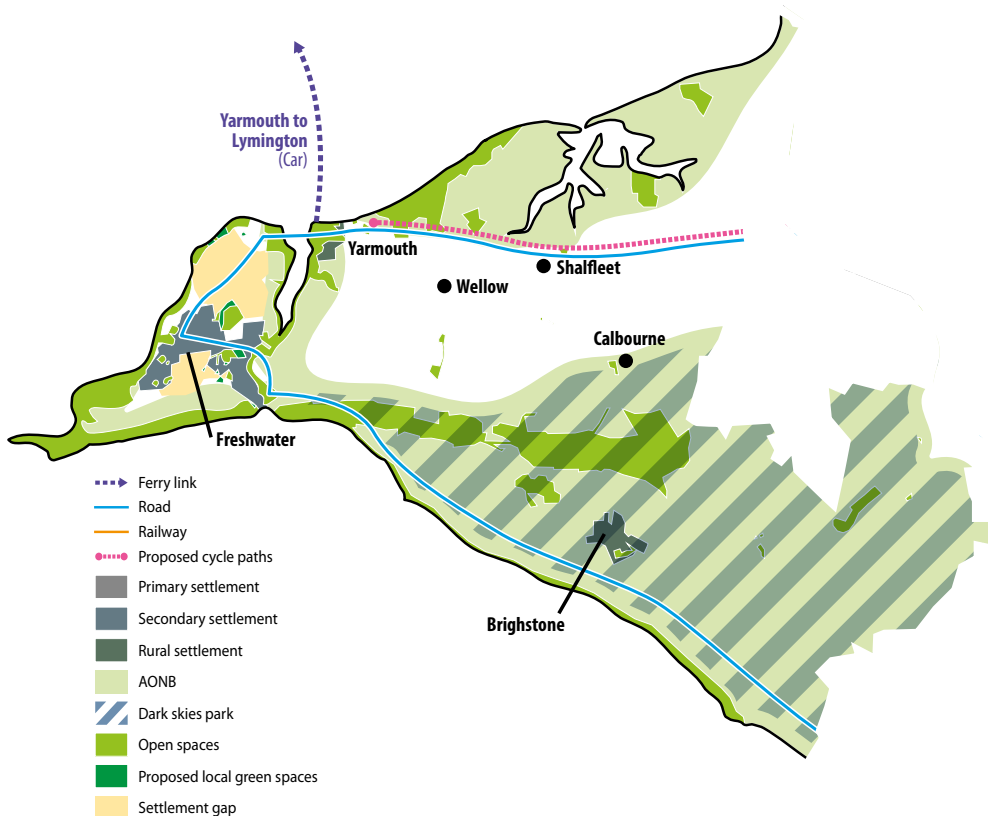 Yarmouth to
Lymington
(Car)
Yarmouth
Shalfleet
Wellow
Calbourne
Freshwater
Brighstone
Ferry link
Road
Railway
Proposed cycle paths
Primary settlement
Secondary settlement
Rural settlement
AONB
Dark skies park
Open spaces
Proposed local green spaces
Settlement gap